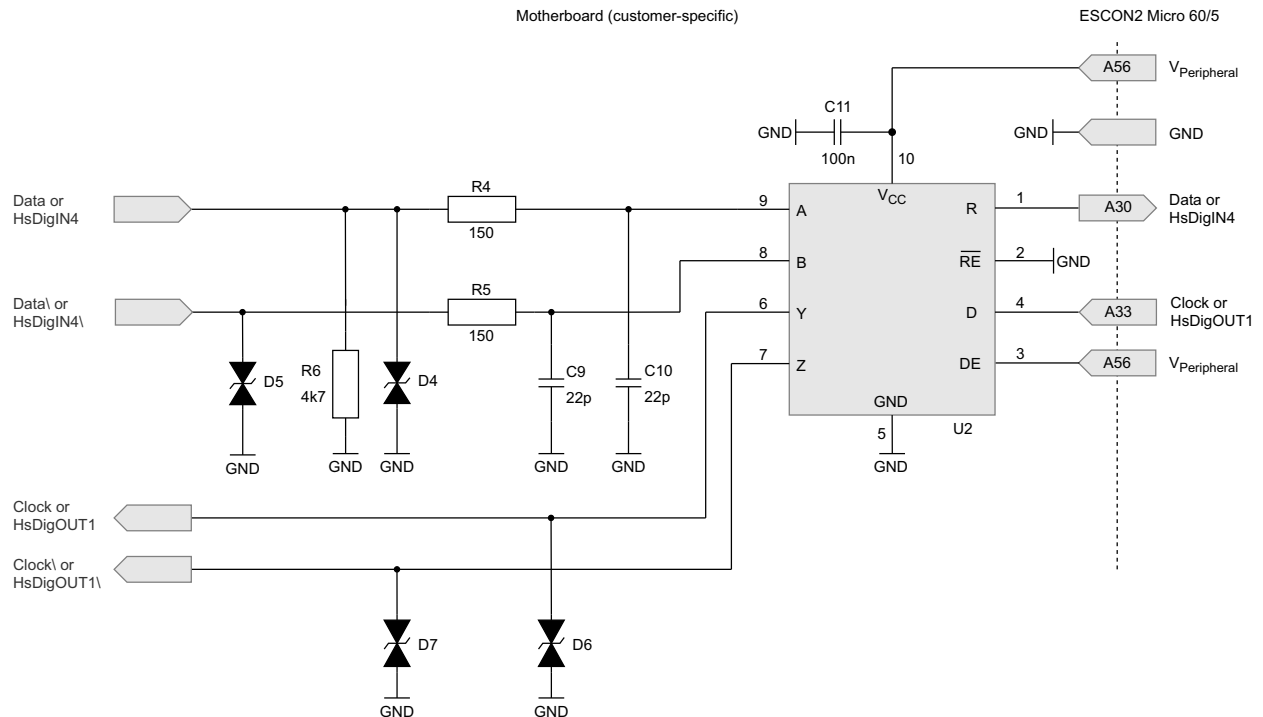 Motherboard (customer-specific)
ESCON2 Micro 60/5
A56
VPeripheral
C11
GND
100n
10
GND
GND
Data or
HsDigIN4
R4
150
9
A
VCC
R
1
A30
Data or
HsDigIN4
8
B
RE
2
GND
Data\ or
HsDigIN4\
R5
150
6
Y
D
4
A33
Clock or
HsDigOUT1
7
Z
DE
3
A56
VPeripheral
D5
R6
4k7
D4
C9
22p
C10
22p
GND
5
U2
GND
GND
GND
GND
GND
GND
Clock or
HsDigOUT1
Clock\ or
HsDigOUT1\
D7
D6
GND
GND